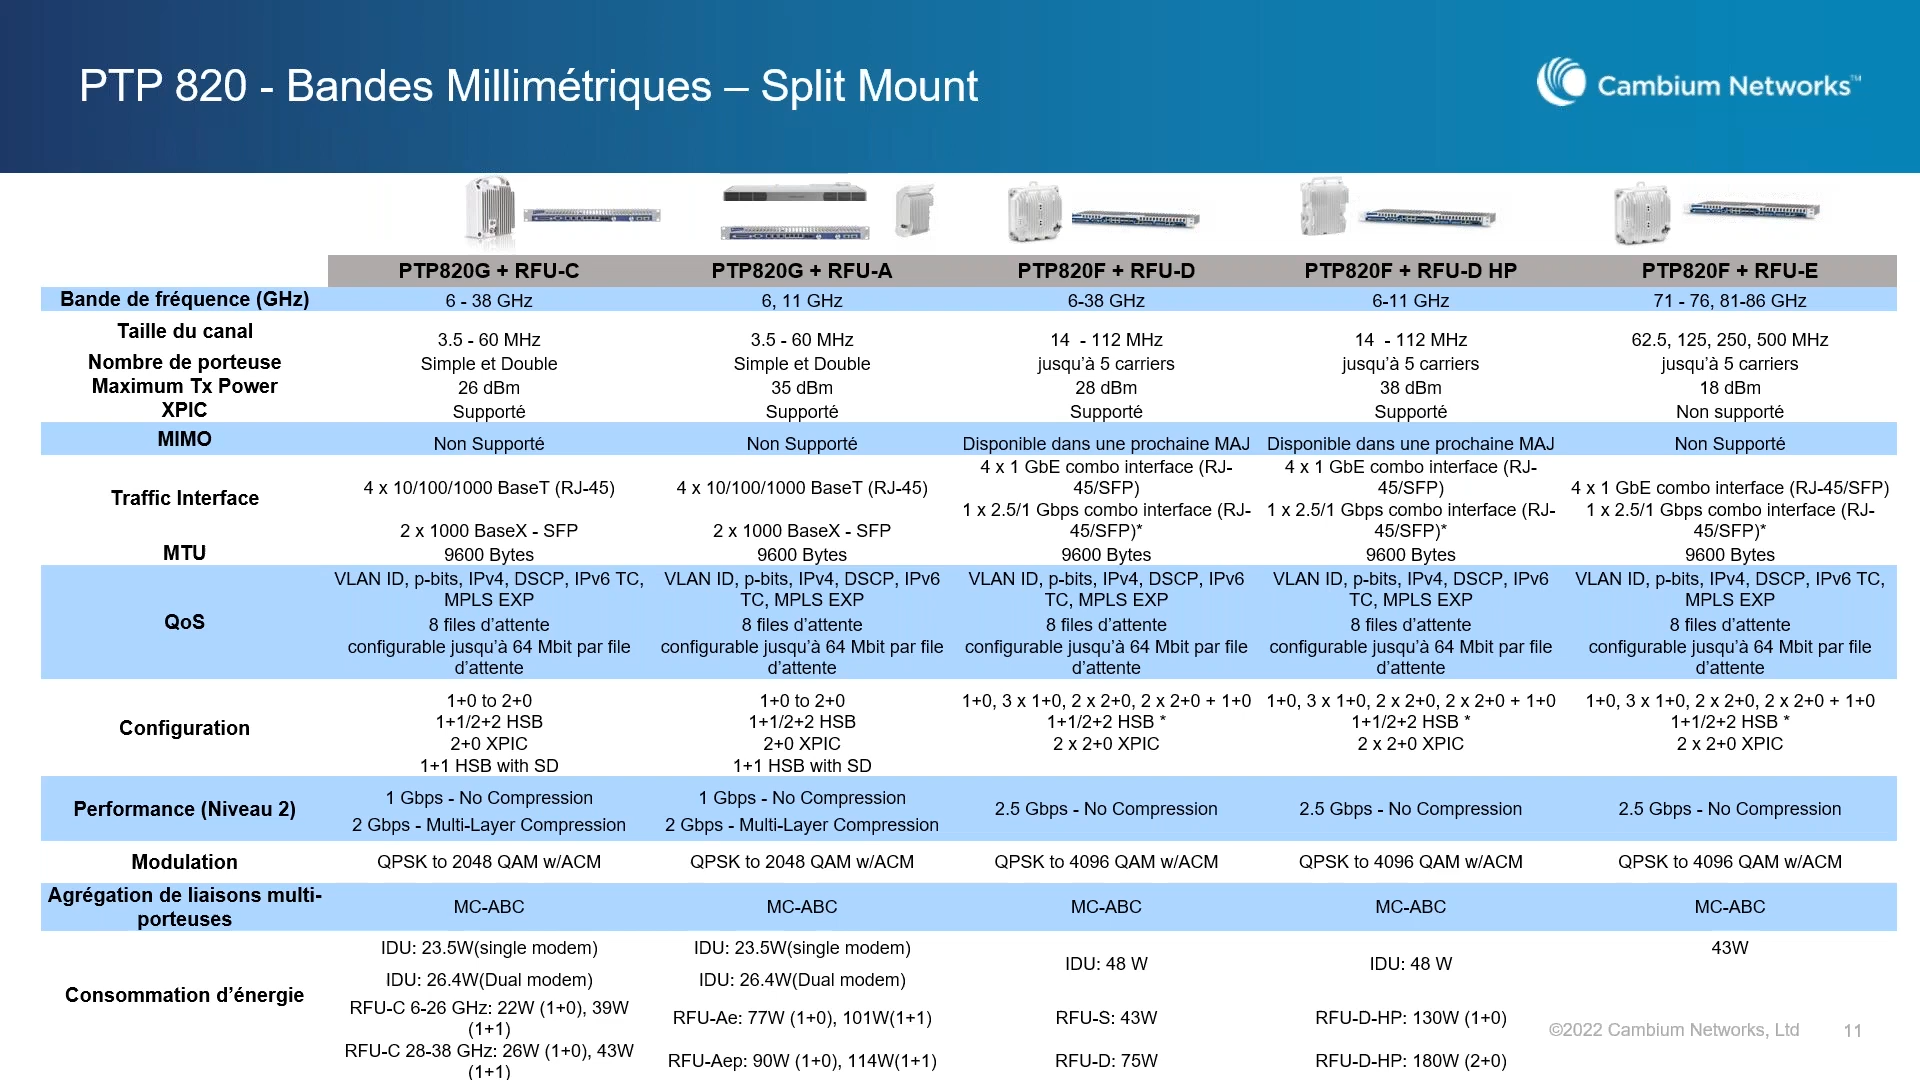 PTP 820 - Bandes Millimétriques – Split Mount
Cambium Networks™
PTP820G + RFU-C PTP820G + RFU-A PTP820F + RFU-D PTP820F + RFU-D HP PTP820F + RFU-E
Bande de fréquence (GHz) 6 - 38 GHz 6, 11 GHz 6-38 GHz 6-11 GHz 71 - 76, 81-86 GHz
Taille du canal 3.5 - 60 MHz 3.5 - 60 MHz 14 - 112 MHz 14 - 112 MHz 62.5, 125, 250, 500 MHz
Nombre de porteuse Simple et Double Simple et Double jusqu’à 5 carriers jusqu’à 5 carriers jusqu’à 5 carriers
Maximum Tx Power 26 dBm 35 dBm 28 dBm 38 dBm 18 dBm
XPIC Supporté Supporté Supporté Supporté Non supporté
MIMO Non Supporté Non Supporté Disponible dans une prochaine MAJ Disponible dans une prochaine MAJ Non Supporté
4 x 1 GbE combo interface (RJ- 4 x 1 GbE combo interface (RJ-
Traffic Interface 4 x 10/100/1000 BaseT (RJ-45) 4 x 10/100/1000 BaseT (RJ-45) 45/SFP) 45/SFP) 4 x 1 GbE combo interface (RJ-45/SFP)
1 x 2.5/1 Gbps combo interface (RJ- 1 x 2.5/1 Gbps combo interface (RJ- 1 x 2.5/1 Gbps combo interface (RJ-
2 x 1000 BaseX - SFP 2 x 1000 BaseX - SFP 45/SFP)* 45/SFP)* 45/SFP)*
MTU 9600 Bytes 9600 Bytes 9600 Bytes 9600 Bytes 9600 Bytes
VLAN ID, p-bits, IPv4, DSCP, IPv6 TC, VLAN ID, p-bits, IPv4, DSCP, IPv6 VLAN ID, p-bits, IPv4, DSCP, IPv6 VLAN ID, p-bits, IPv4, DSCP, IPv6 VLAN ID, p-bits, IPv4, DSCP, IPv6 TC,
MPLS EXP TC, MPLS EXP TC, MPLS EXP TC, MPLS EXP MPLS EXP
QoS 8 files d’attente 8 files d’attente 8 files d’attente 8 files d’attente 8 files d’attente
configurable jusqu’à 64 Mbit par file configurable jusqu’à 64 Mbit par file configurable jusqu’à 64 Mbit par file configurable jusqu’à 64 Mbit par file configurable jusqu’à 64 Mbit par file
d’attente d’attente d’attente d’attente d’attente
1+0 to 2+0 1+0 to 2+0 1+0, 3 x 1+0, 2 x 2+0, 2 x 2+0 + 1+0 1+0, 3 x 1+0, 2 x 2+0, 2 x 2+0 + 1+0 1+0, 3 x 1+0, 2 x 2+0, 2 x 2+0 + 1+0
Configuration 1+1/2+2 HSB 1+1/2+2 HSB 1+1/2+2 HSB * 1+1/2+2 HSB * 1+1/2+2 HSB *
2+0 XPIC 2+0 XPIC 2 x 2+0 XPIC 2 x 2+0 XPIC 2 x 2+0 XPIC
1+1 HSB with SD 1+1 HSB with SD
Performance (Niveau 2) 1 Gbps - No Compression 1 Gbps - No Compression 2.5 Gbps - No Compression 2.5 Gbps - No Compression 2.5 Gbps - No Compression
2 Gbps - Multi-Layer Compression 2 Gbps - Multi-Layer Compression
Modulation QPSK to 2048 QAM w/ACM QPSK to 2048 QAM w/ACM QPSK to 4096 QAM w/ACM QPSK to 4096 QAM w/ACM QPSK to 4096 QAM w/ACM
Agrégation de liaisons multi-
porteuses MC-ABC MC-ABC MC-ABC MC-ABC MC-ABC
IDU: 23.5W(single modem) IDU: 23.5W(single modem) IDU: 48 W IDU: 48 W 43W
IDU: 26.4W(Dual modem) IDU: 26.4W(Dual modem)
Consommation d’énergie
RFU-C 6-26 GHz: 22W (1+0), 39W RFU-Ae: 77W (1+0), 101W(1+1) RFU-S: 43W RFU-D-HP: 130W (1+0)
(1+1)
RFU-C 28-38 GHz: 26W (1+0), 43W RFU-Aep: 90W (1+0), 114W(1+1) RFU-D: 75W RFU-D-HP: 180W (2+0)
(1+1)
©2022 Cambium Networks, Ltd 11